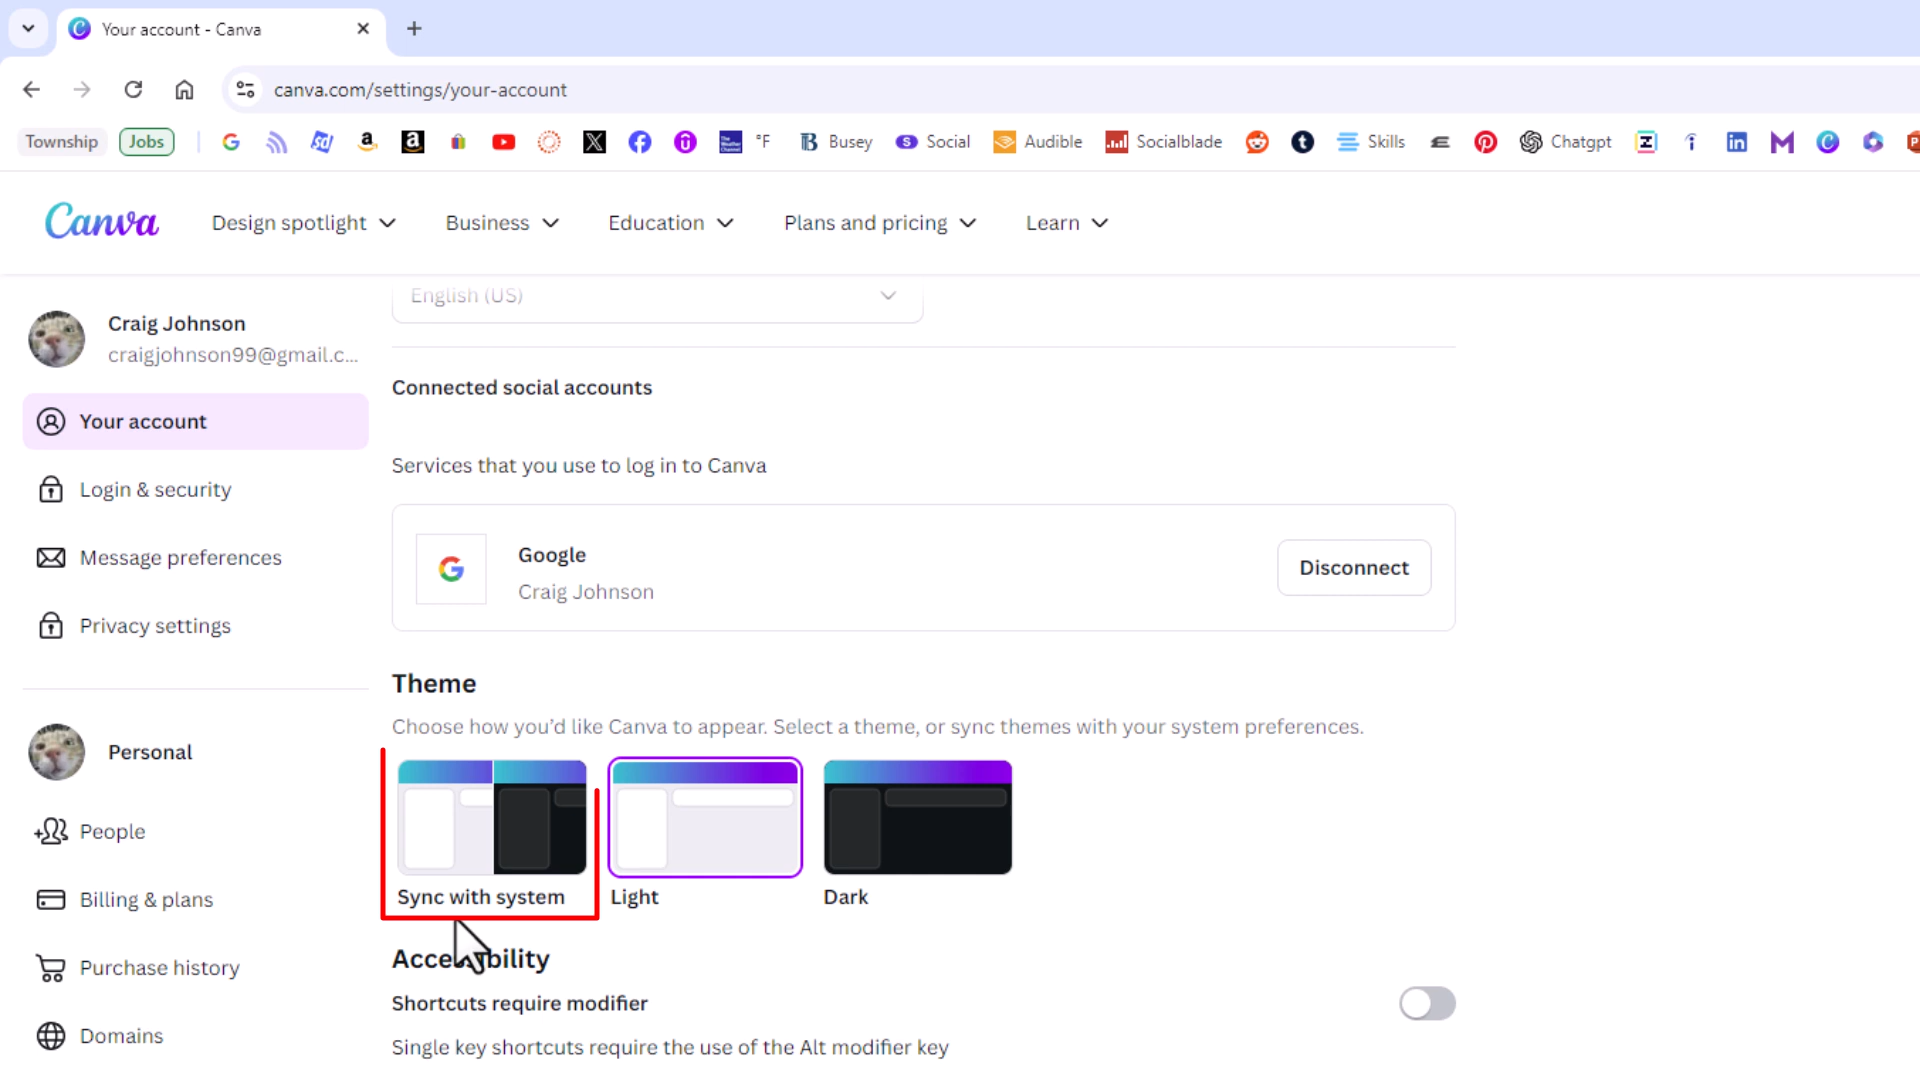 Your account - Canva
canva.com/settings/your-account
Township Jobs °F Busey Social Audible Socialblade Skills Chatgpt
Canva Design spotlight Business Education Plans and pricing Learn
English (US)
Craig Johnson
craigjohnson99@gmail.c...
Connected social accounts
Your account
Services that you use to log in to Canva
Login & security
Google
Craig Johnson
Disconnect
Message preferences
Privacy settings
Theme
Choose how you’d like Canva to appear. Select a theme, or sync themes with your system preferences.
Personal
People
Sync with system Light Dark
Billing & plans
Accessibility
Purchase history
Shortcuts require modifier
Domains
Single key shortcuts require the use of the Alt modifier key